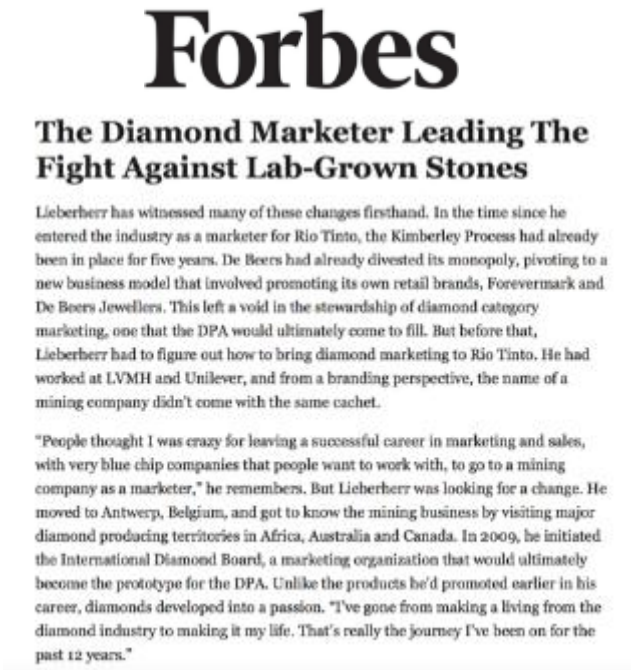 Forbes
The Diamond Marketer Leading The
Fight Against Lab-Grown Stones
Lieberherr has witnessed many of these changes firsthand. In the time since he
entered the industry as a marketer for Rio Tinto, the Kimberley Process had already
been in place for five years. De Beers had already divested its monopoly, pivoting to a
new business model that involved promoting its own retail brands, Forevermark and
De Beers Jewellers. This left a void in the stewardship of diamond category
marketing, one that the DPA would ultimately come to fill. But before that,
Lieberherr had to figure out how to bring diamond marketing to Rio Tinto. He had
worked at LVMH and Unilever, and from a branding perspective, the name of a
mining company didn't come with the same cachet.
"People thought I was crazy for leaving a successful career in marketing and sales,
with very blue chip companies that people want to work with, to go to a mining
company as a marketer," he remembers. But Lieberherr was looking for a change. He
moved to Antwerp, Belgium, and got to know the mining business by visiting major
diamond producing territories in Africa, Australia and Canada. In 2009, he initiated
the International Diamond Board, a marketing organization that would ultimately
become the prototype for the DPA. Unlike the products he'd promoted earlier in his
career, diamonds developed into a passion. "I've gone from making a living from the
diamond industry to making it my life. That's really the journey I've been on for the
past 12 years."